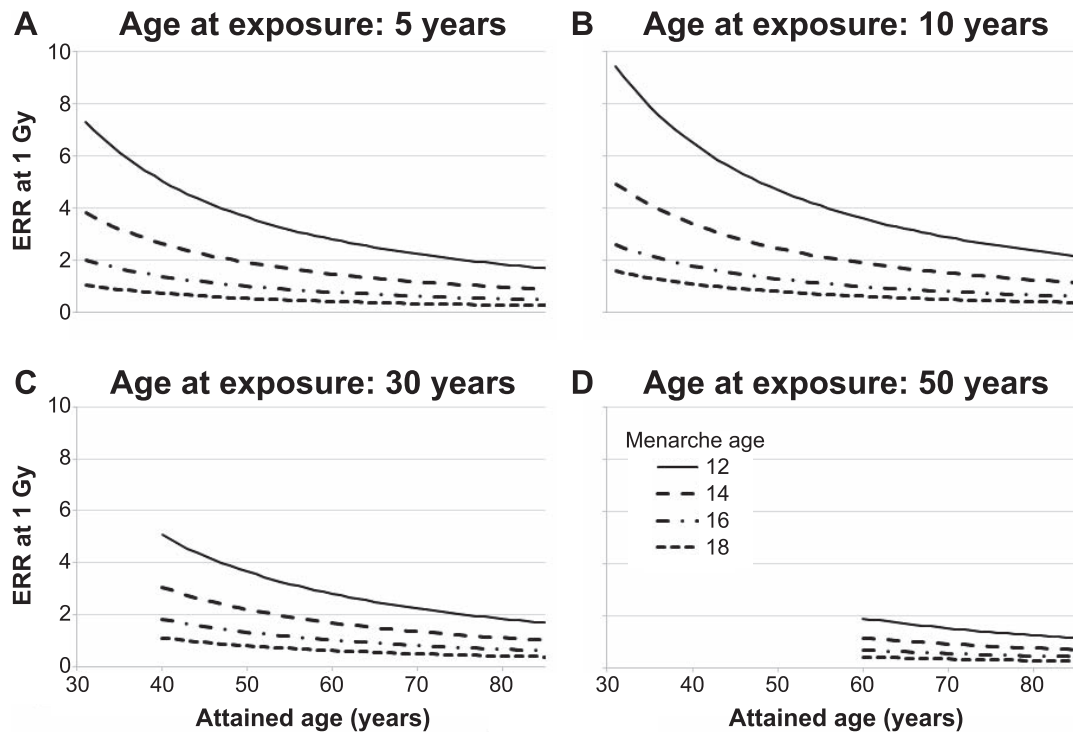 A Age at exposure: 5 years
ERR at 1 Gy
10
8
6
4
2
0
B Age at exposure: 10 years
C Age at exposure: 30 years
ERR at 1 Gy
10
8
6
4
2
0
30 40 50 60 70 80
Attained age (years)
D Age at exposure: 50 years
Menarche age
12
14
16
18
30 40 50 60 70 80
Attained age (years)